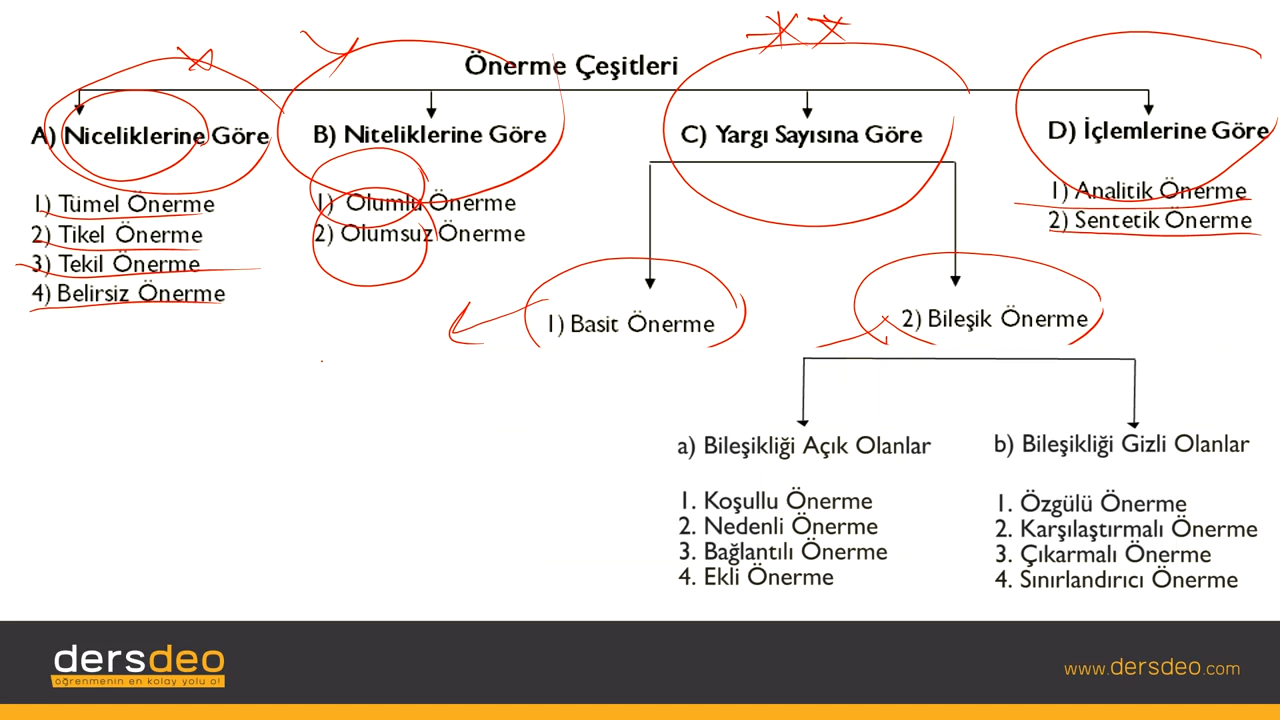 Önerme Çeşitleri
A) Niceliklerine Göre
1) Tümel Önerme
2) Tikel Önerme
3) Tekil Önerme
4) Belirsiz Önerme
B) Niteliklerine Göre
1) Olumlu Önerme
2) Olumsuz Önerme
C) Yargı Sayısına Göre
1) Basit Önerme
2) Bileşik Önerme
a) Bileşikliği Açık Olanlar
1. Koşullu Önerme
2. Nedenli Önerme
3. Bağlantılı Önerme
4. Ekli Önerme
b) Bileşikliği Gizli Olanlar
1. Özgülü Önerme
2. Karşılaştırmalı Önerme
3. Çıkarmalı Önerme
4. Sınırlandırıcı Önerme
D) İçlemlerine Göre
1) Analitik Önerme
2) Sentetik Önerme
dersdeo
öğrenmenin en kolay yolu o!
www.dersdeo.com